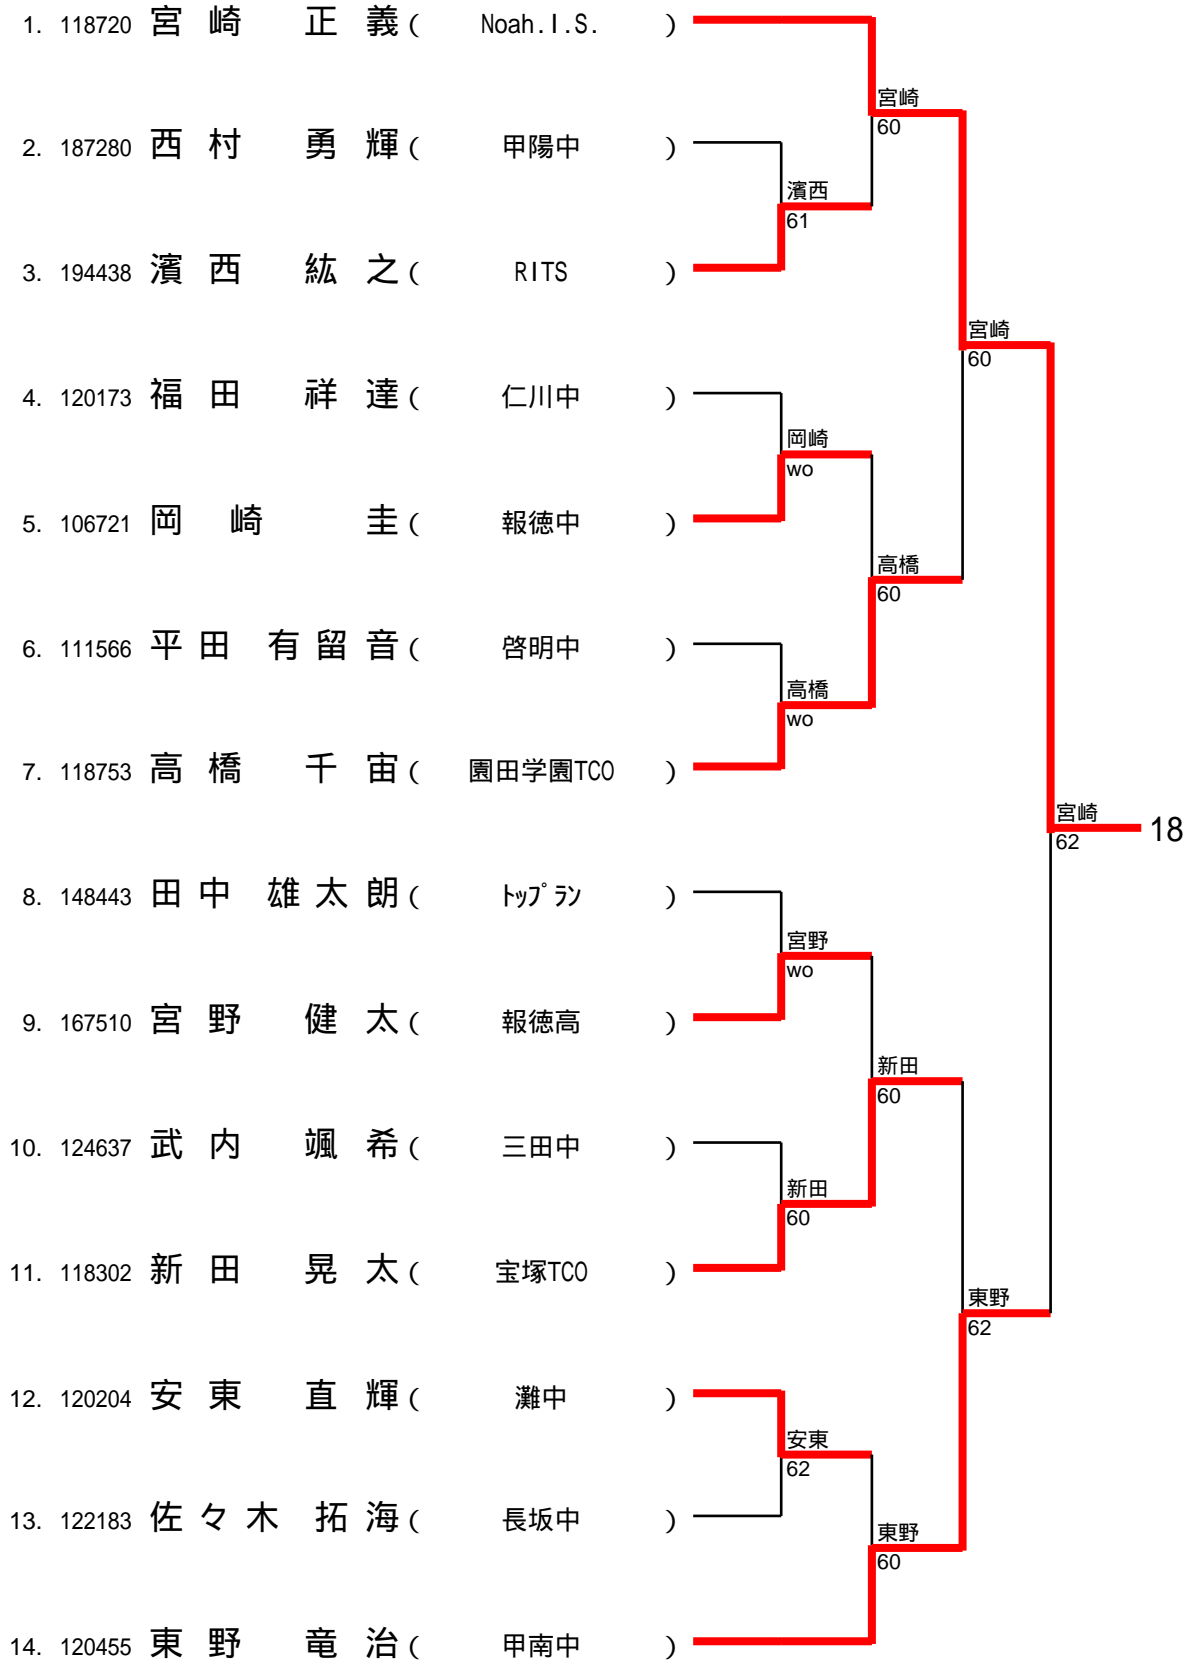 1. 118720 宮崎 正義 ( Noah.I.S. )
宮崎
60
2. 187280 西村 勇輝 ( 甲陽中 )
濱西
61
3. 194438 濱西 紘之 ( RITS )
宮崎
60
4. 120173 福田 祥達 ( 仁川中 )
岡崎
wo
5. 106721 岡崎 圭 ( 報徳中 )
高橋
60
6. 111566 平田 有留音 ( 啓明中 )
高橋
wo
7. 118753 高橋 千宙 ( 園田学園TCO )
宮崎
62
18
8. 148443 田中 雄太朗 ( トップラン )
宮野
wo
9. 167510 宮野 健太 ( 報徳高 )
新田
60
10. 124637 武内 颯希 ( 三田中 )
新田
60
11. 118302 新田 晃太 ( 宝塚TCO )
東野
62
12. 120204 安東 直輝 ( 灘中 )
安東
62
13. 122183 佐々木 拓海 ( 長坂中 )
東野
60
14. 120455 東野 竜治 ( 甲南中 )